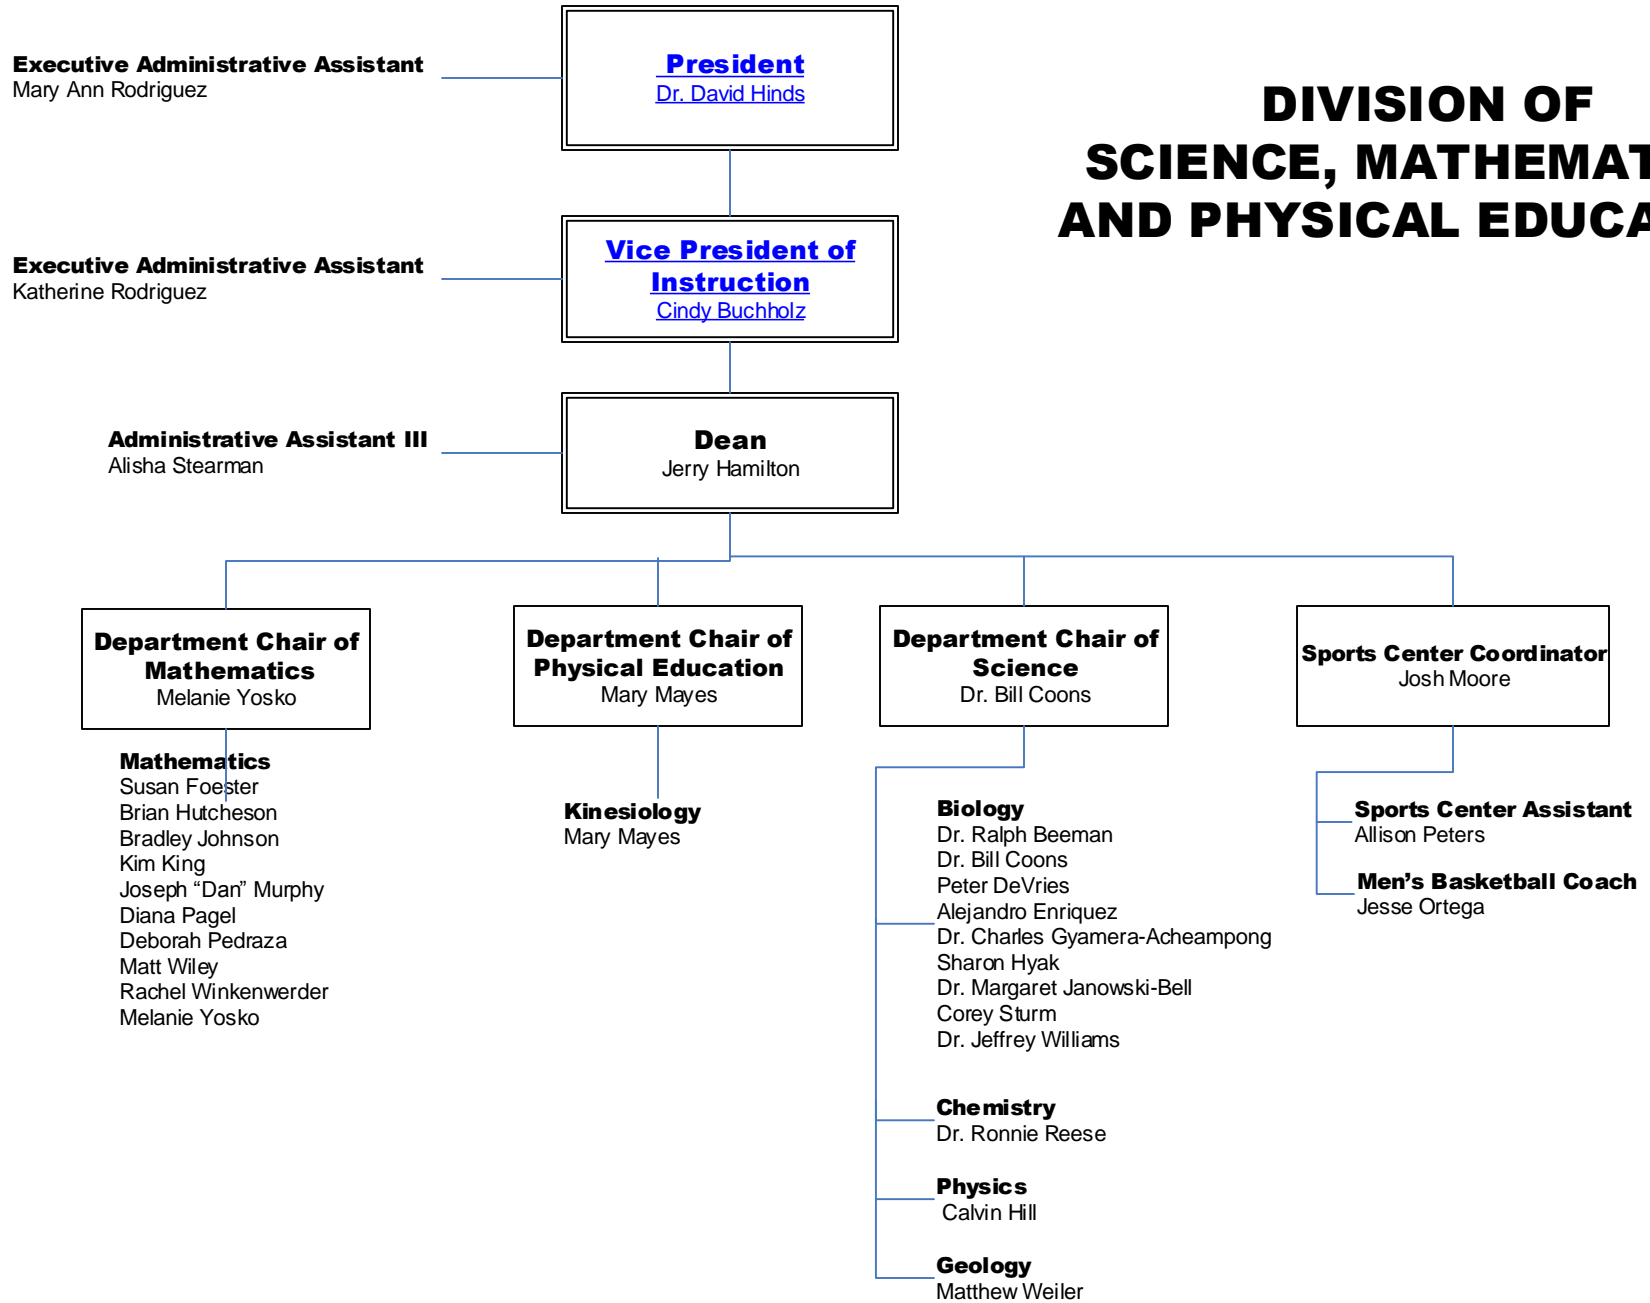 Executive Administrative Assistant
Mary Ann Rodriguez
President
Dr. David Hinds
DIVISION OF
SCIENCE, MATHEMAT
AND PHYSICAL EDUCA
Executive Administrative Assistant
Katherine Rodriguez
Vice President of
Instruction
Cindy Buchholz
Administrative Assistant III
Alisha Stearman
Dean
Jerry Hamilton
Department Chair of
Mathematics
Melanie Yosko
Department Chair of
Physical Education
Mary Mayes
Department Chair of
Science
Dr. Bill Coons
Sports Center Coordinator
Josh Moore
Mathematics
Susan Foester
Brian Hutcheson
Bradley Johnson
Kim King
Joseph “Dan” Murphy
Diana Pagel
Deborah Pedraza
Matt Wiley
Rachel Winkenwerder
Melanie Yosko
Kinesiology
Mary Mayes
Biology
Dr. Ralph Beeman
Dr. Bill Coons
Peter DeVries
Alejandro Enriquez
Dr. Charles Gyamera-Acheampong
Sharon Hyak
Dr. Margaret Janowski-Bell
Corey Sturm
Dr. Jeffrey Williams
Chemistry
Dr. Ronnie Reese
Physics
Calvin Hill
Geology
Matthew Weiler
Sports Center Assistant
Allison Peters
Men’s Basketball Coach
Jesse Ortega